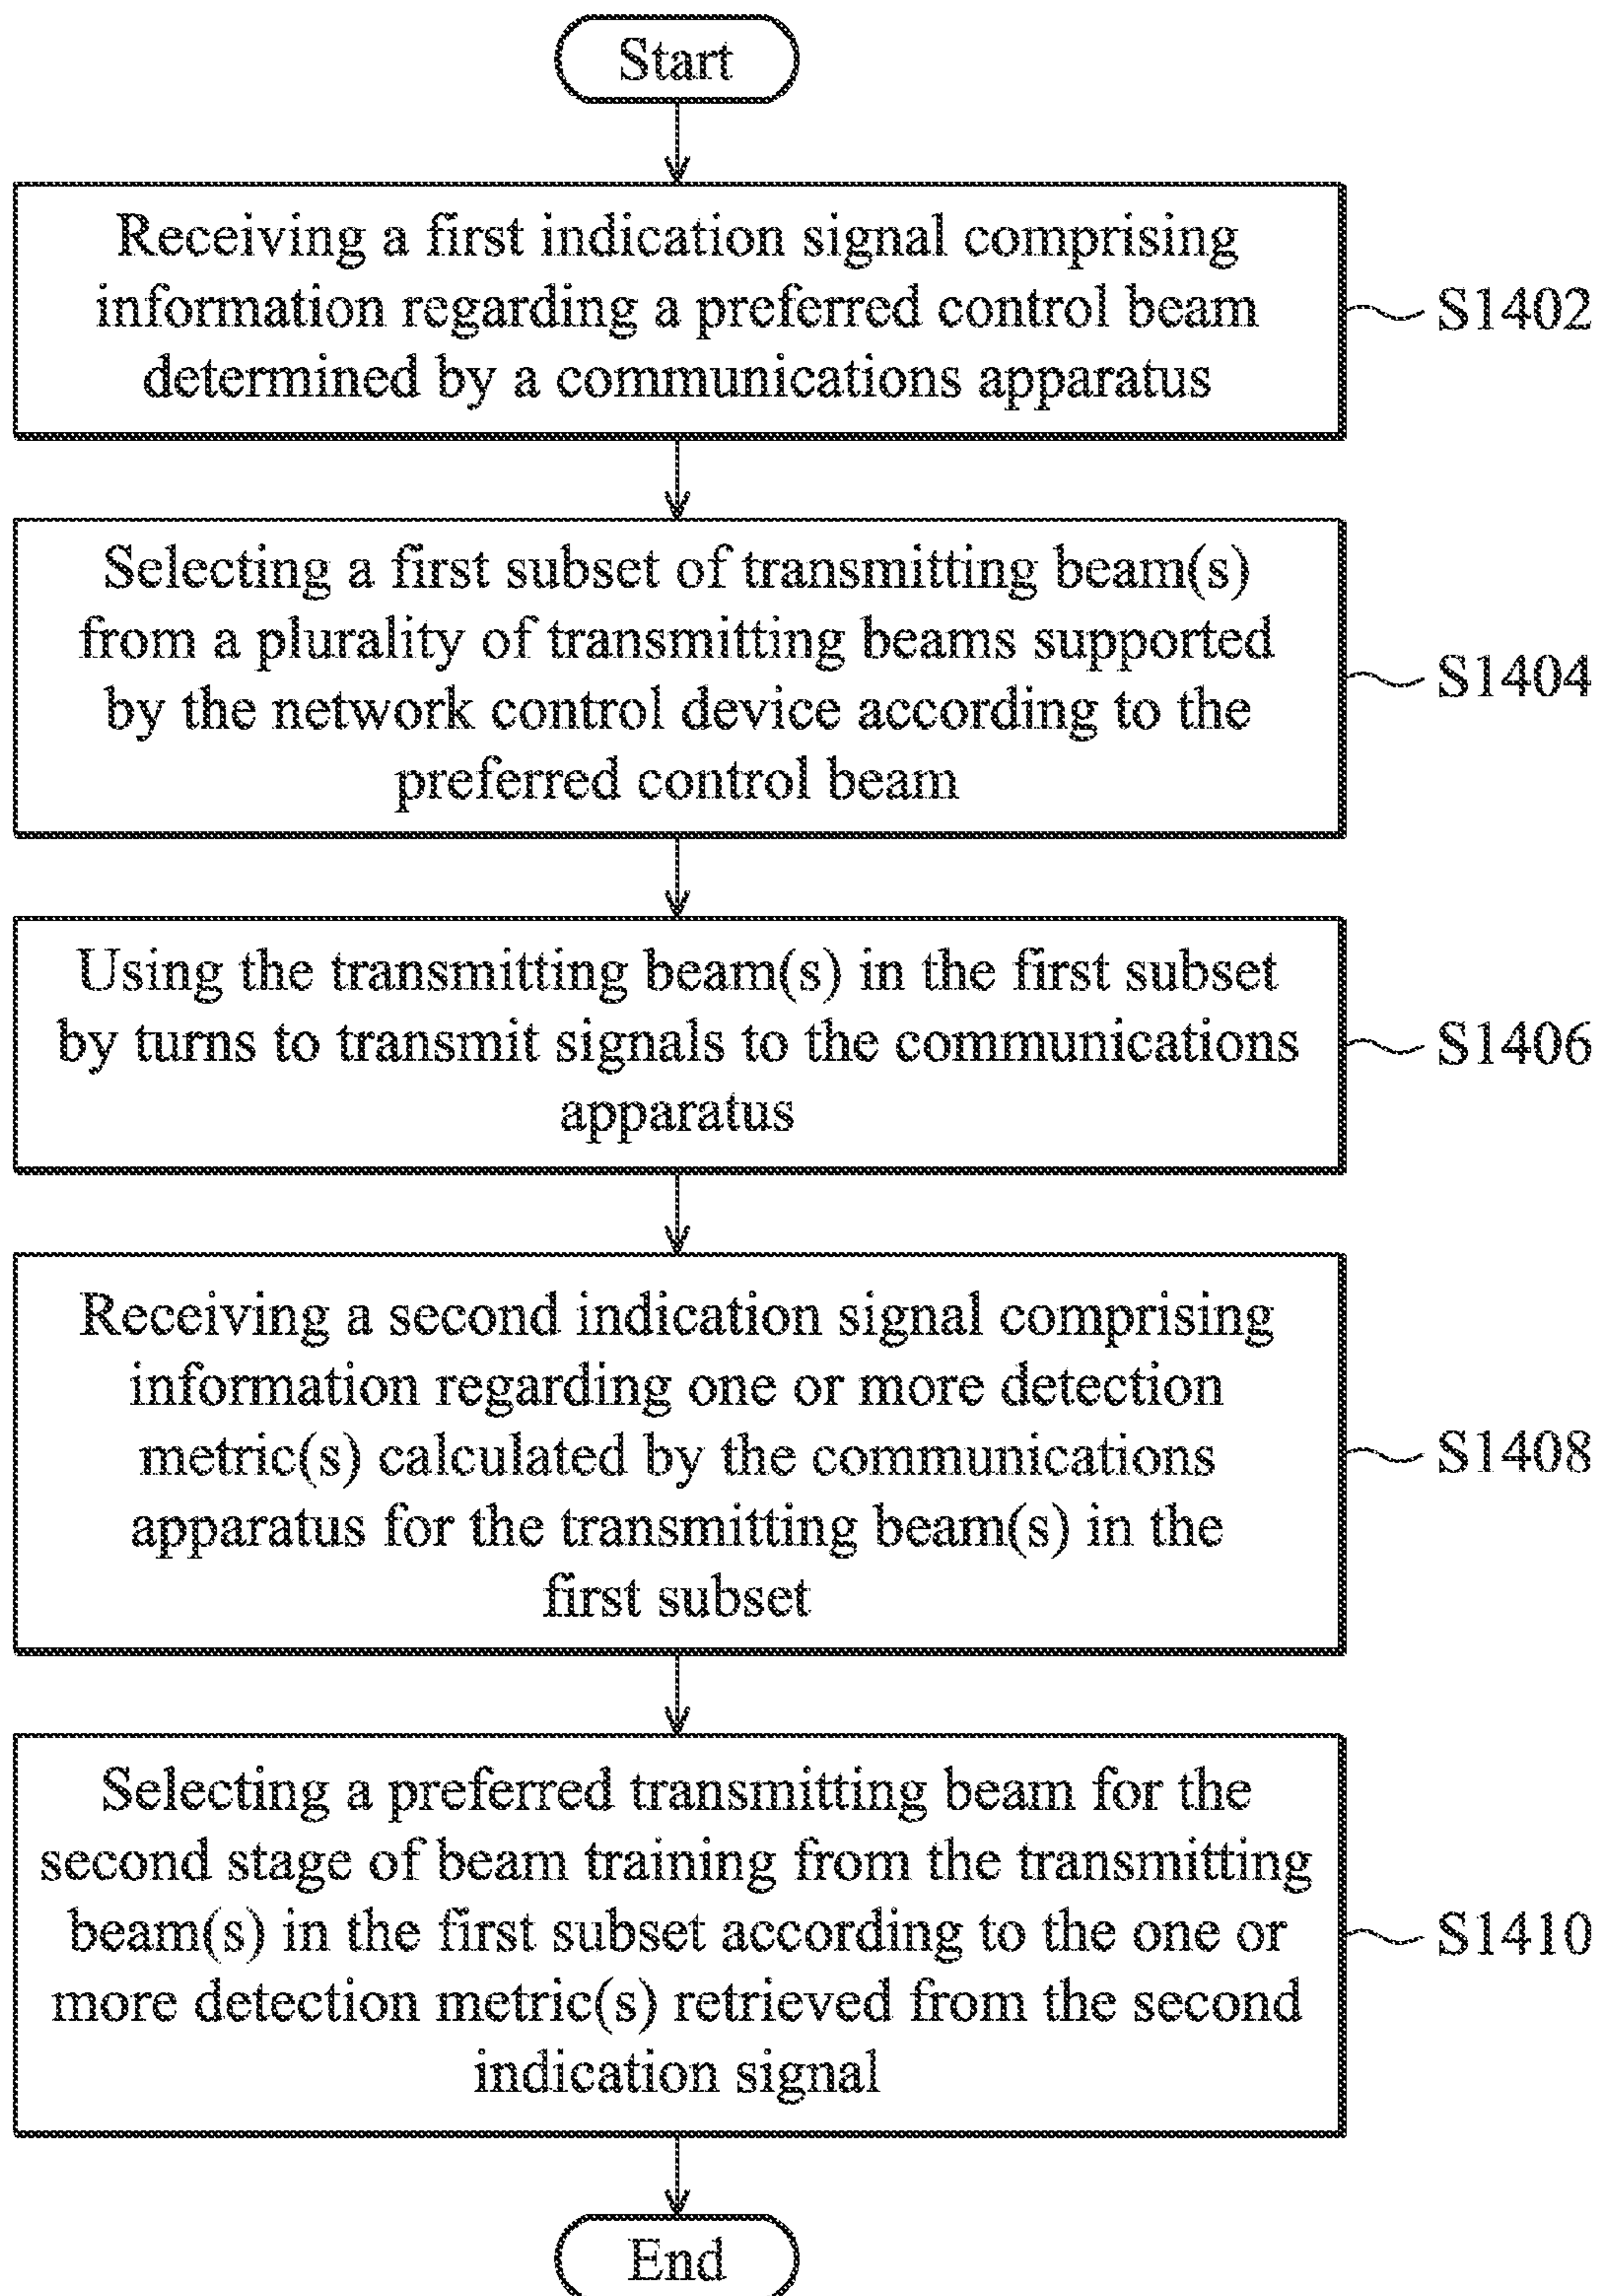 Start
Receiving a first indication signal comprising
information regarding a preferred control beam
determined by a communications apparatus
S1402
Selecting a first subset of transmitting beam(s)
from a plurality of transmitting beams supported
by the network control device according to the
preferred control beam
S1404
Using the transmitting beam(s) in the first subset
by turns to transmit signals to the communications
apparatus
S1406
Receiving a second indication signal comprising
information regarding one or more detection
metric(s) calculated by the communications
apparatus for the transmitting beam(s) in the
first subset
S1408
Selecting a preferred transmitting beam for the
second stage of beam training from the transmitting
beam(s) in the first subset according to the one or
more detection metric(s) retrieved from the second
indication signal
S1410
End